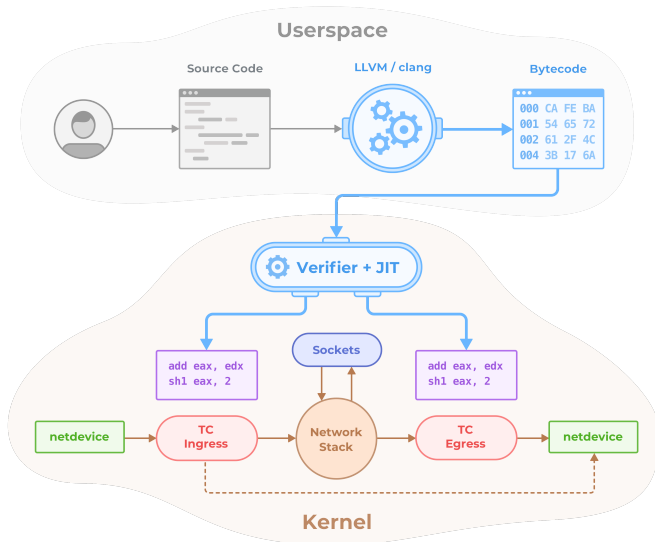 Userspace
Source Code
LLVM / clang
Bytecode
000 CA FE BA
001 54 65 72
002 61 2F 4C
004 3B 17 6A
Verifier + JIT
add eax, edx
sh1 eax, 2
Sockets
add eax, edx
sh1 eax, 2
netdevice
TC
Ingress
Network
Stack
TC
Egress
netdevice
Kernel